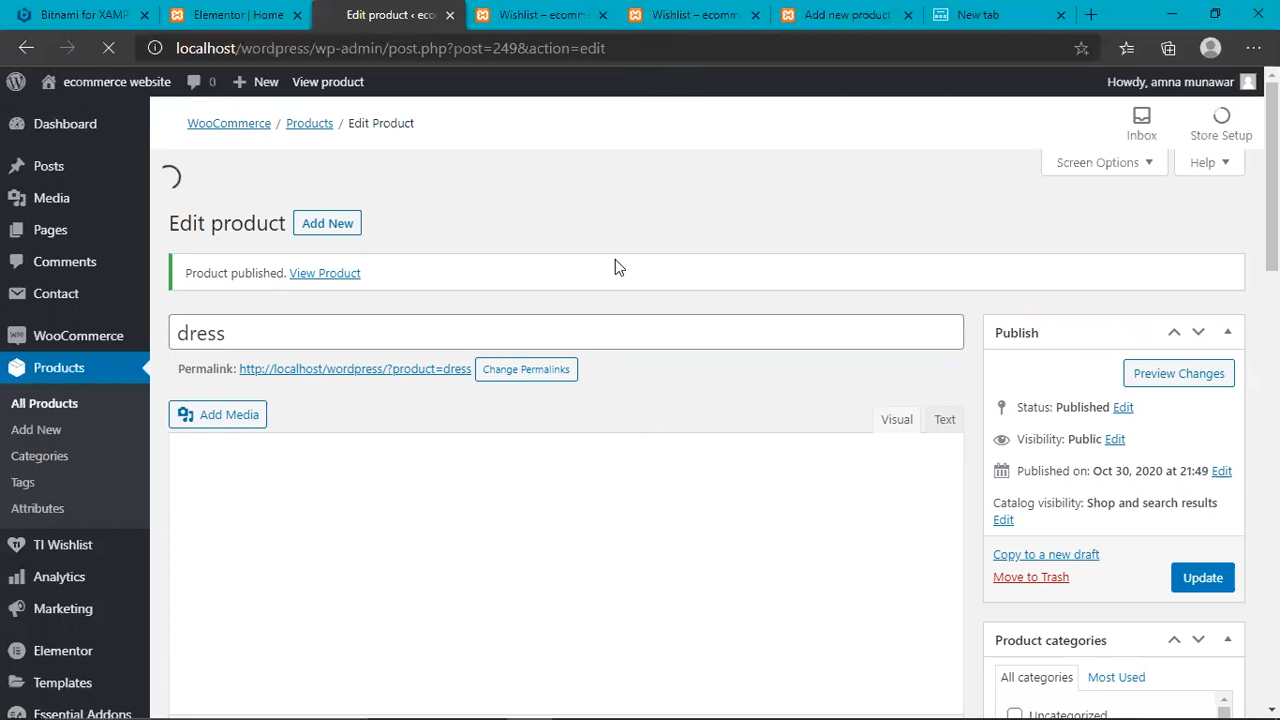 Bitnami for XAMPP
Elementor | Home
Edit product ‹ eco
Wishlist – ecomm
Wishlist – ecomm
Add new product
New tab
localhost/wordpress/wp-admin/post.php?post=249&action=edit
ecommerce website
0
New
View product
Howdy, amna munawar
Dashboard
Posts
Media
Pages
Comments
Contact
WooCommerce
Products
All Products
Add New
Categories
Tags
Attributes
TI Wishlist
Analytics
Marketing
Elementor
Templates
Essential Addons
WooCommerce / Products / Edit Product
Inbox
Store Setup
Screen Options
Help
Edit product
Add New
Product published. View Product
dress
Permalink: http://localhost/wordpress/?product=dress
Change Permalinks
Add Media
Visual
Text
Publish
Preview Changes
Status: Published Edit
Visibility: Public Edit
Published on: Oct 30, 2020 at 21:49 Edit
Catalog visibility: Shop and search results
Edit
Copy to a new draft
Move to Trash
Update
Product categories
All categories
Most Used
Uncategorized